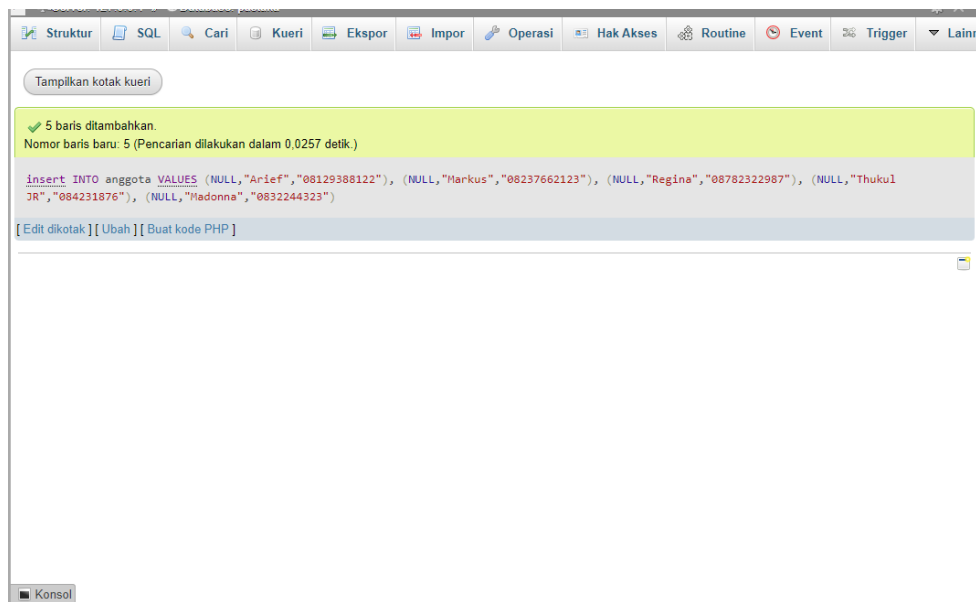 Struktur SQL Cari Kueri Ekspor Impor Operasi Hak Akses Routine Event Trigger
Tampilkan kotak kueri
5 baris ditambahkan.
Nomor baris baru: 5 (Pencarian dilakukan dalam 0,0257 detik.)
insert INTO anggota VALUES (NULL,"Arief","08129388122"), (NULL,"Markus","08237662123"), (NULL,"Regina","08782322987"), (NULL,"Thukul
JR","084231876"), (NULL,"Madonna","0832244323")
[ Edit dikotak ] [ Ubah ] [ Buat kode PHP ]
Konsol